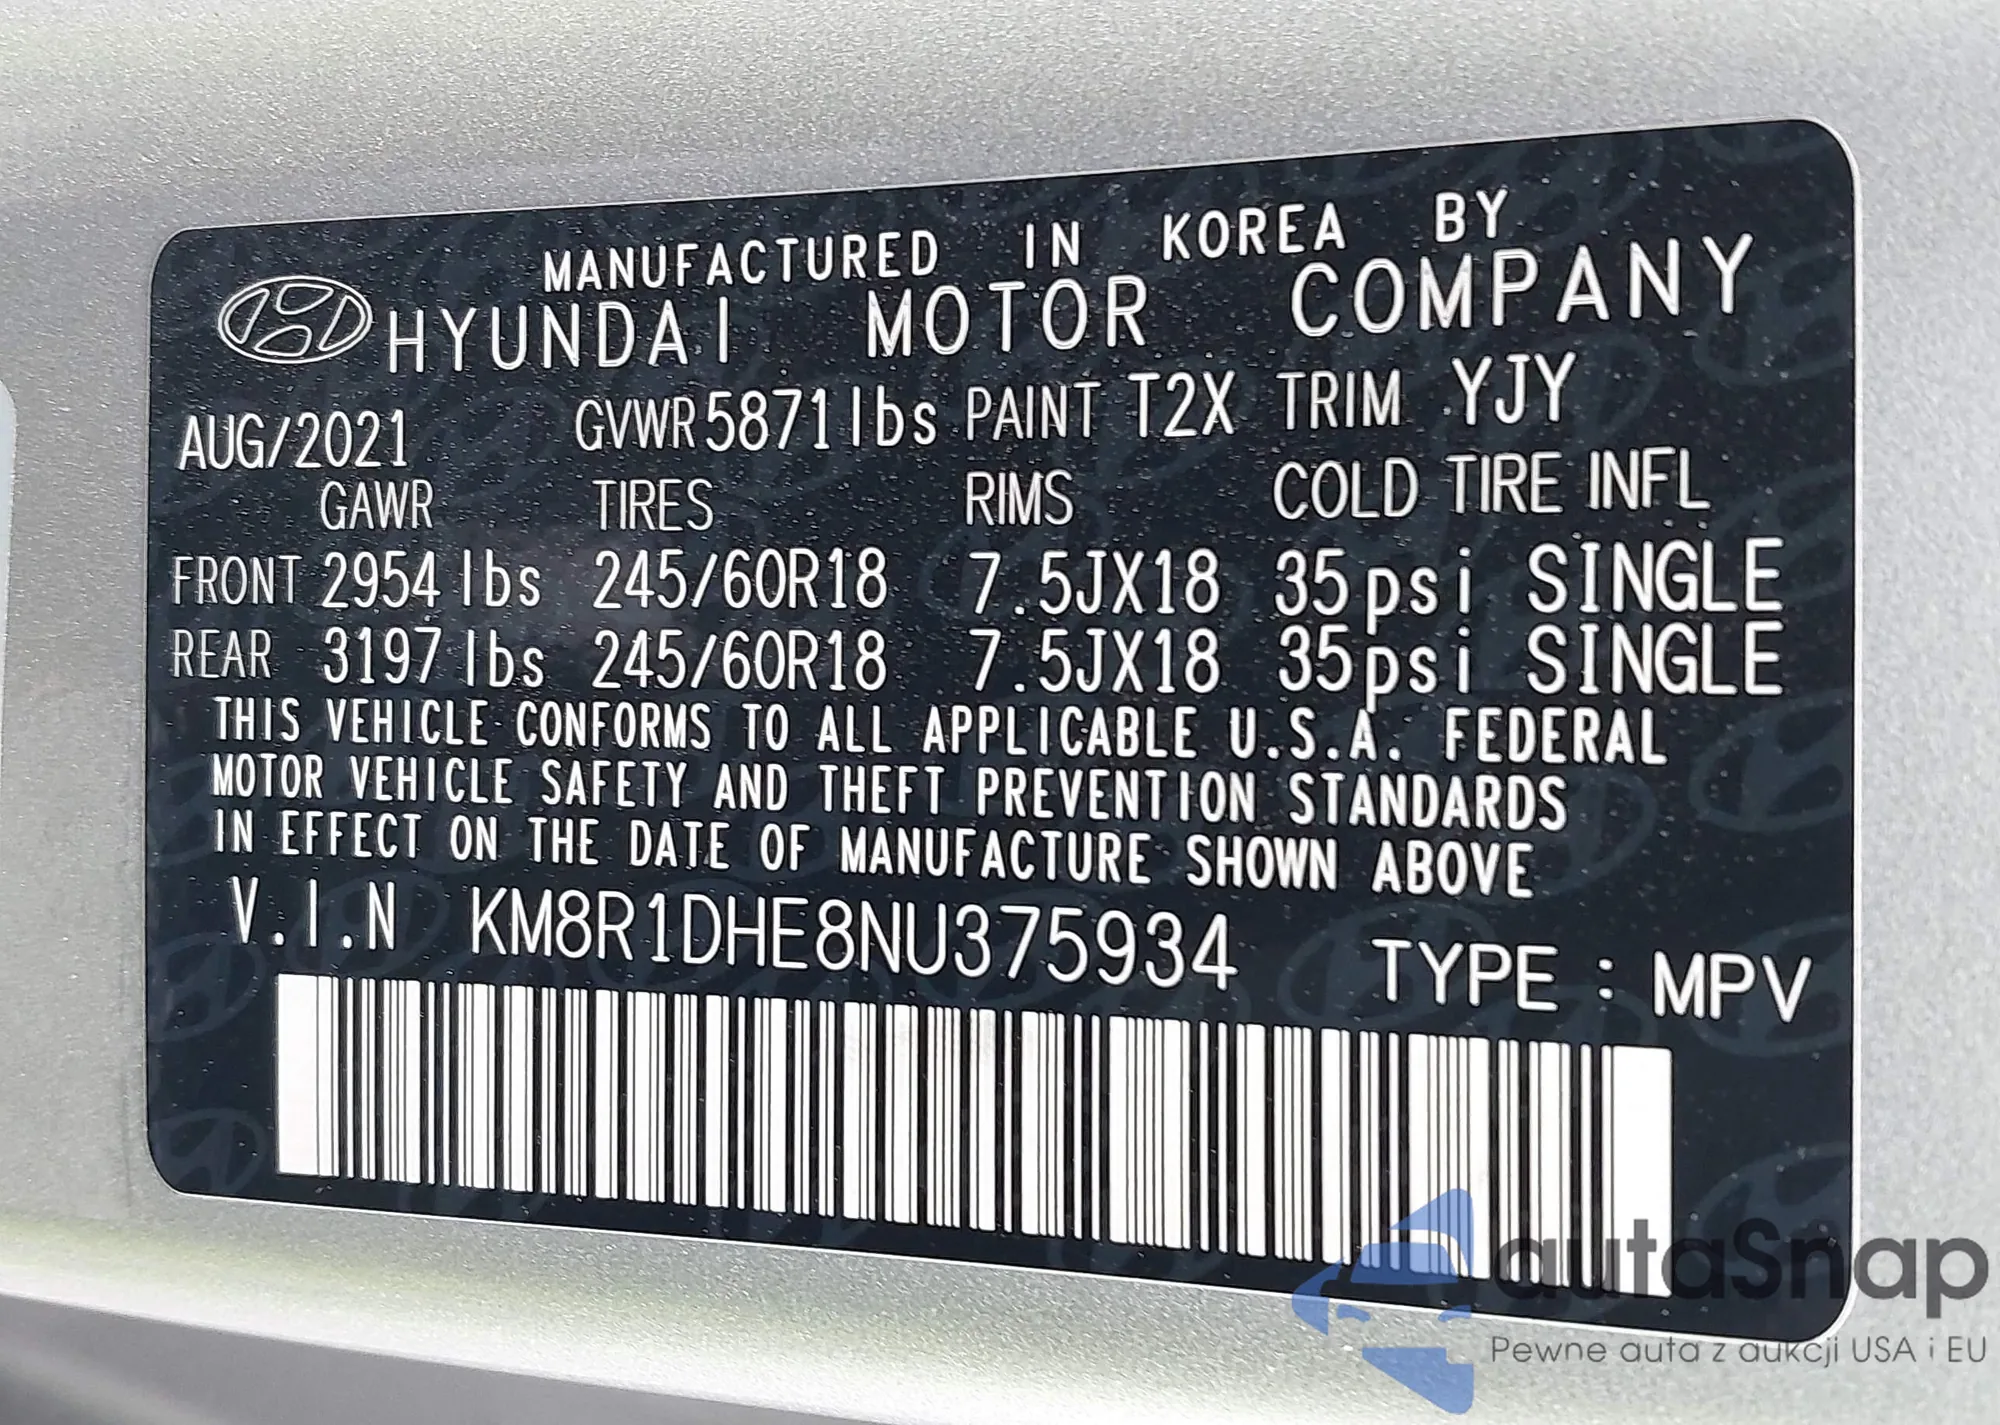 MANUFACTURED IN KOREA BY
HYUNDAI MOTOR COMPANY
AUG/2021 GVWR 5871 lbs PAINT T2X TRIM YJY
GAWR TIRES RIMS COLD TIRE INFL
FRONT 2954 lbs 245/60R18 7.5JX18 35psi SINGLE
REAR 3197 lbs 245/60R18 7.5JX18 35psi SINGLE
THIS VEHICLE CONFORMS TO ALL APPLICABLE U.S.A. FEDERAL
MOTOR VEHICLE SAFETY AND THEFT PREVENTION STANDARDS
IN EFFECT ON THE DATE OF MANUFACTURE SHOWN ABOVE
V.I.N KM8R1DHE8NU375934 TYPE : MPV
autaSnap
Pewne auta z aukcji USA i EU